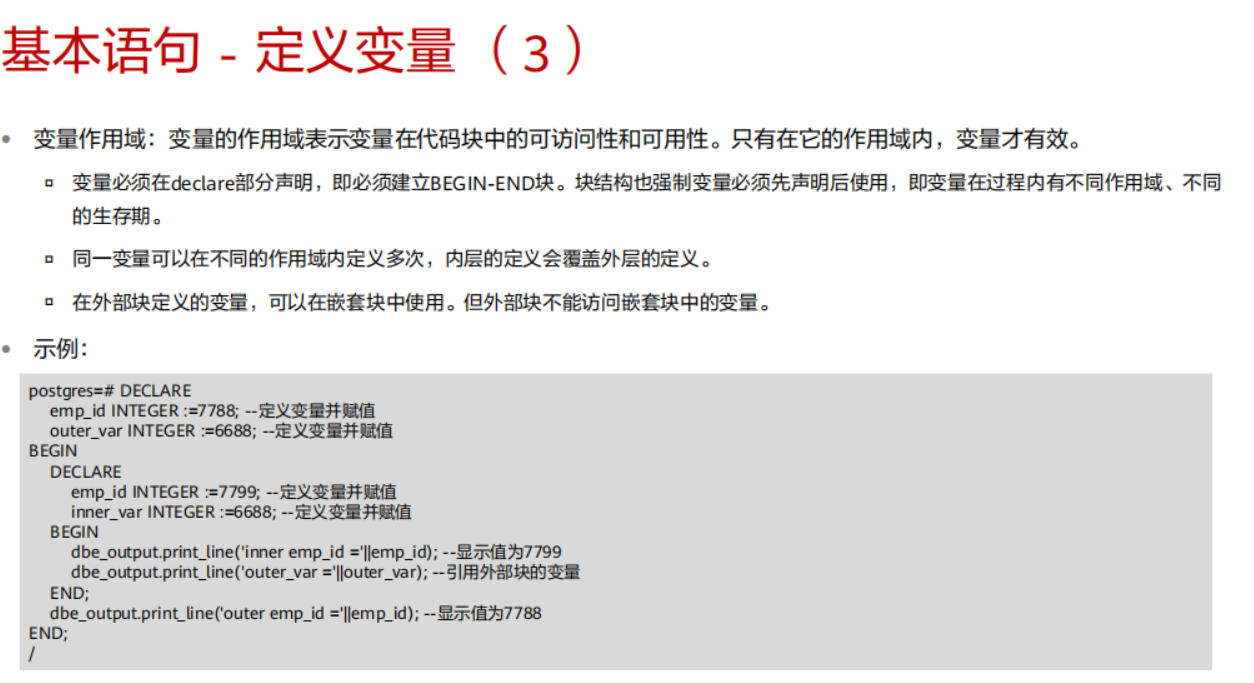 基本语句 - 定义变量 （3）
• 变量作用域：变量的作用域表示变量在代码块中的可访问性和可用性。只有在它的作用域内，变量才有效。
▫ 变量必须在declare部分声明，即必须建立BEGIN-END块。块结构也强制变量必须先声明后使用，即变量在过程内有不同作用域、不同
的生存期。
▫ 同一变量可以在不同的作用域内定义多次，内层的定义会覆盖外层的定义。
▫ 在外部块定义的变量，可以在嵌套块中使用。但外部块不能访问嵌套块中的变量。
• 示例：
postgres=# DECLARE
emp_id INTEGER :=7788; --定义变量并赋值
outer_var INTEGER :=6688; --定义变量并赋值
BEGIN
DECLARE
emp_id INTEGER :=7799; --定义变量并赋值
inner_var INTEGER :=6688; --定义变量并赋值
BEGIN
dbe_output.print_line('inner emp_id ='||emp_id); --显示值为7799
dbe_output.print_line('outer_var ='||outer_var); --引用外部块的变量
END;
dbe_output.print_line('outer emp_id ='||emp_id); --显示值为7788
END;
/